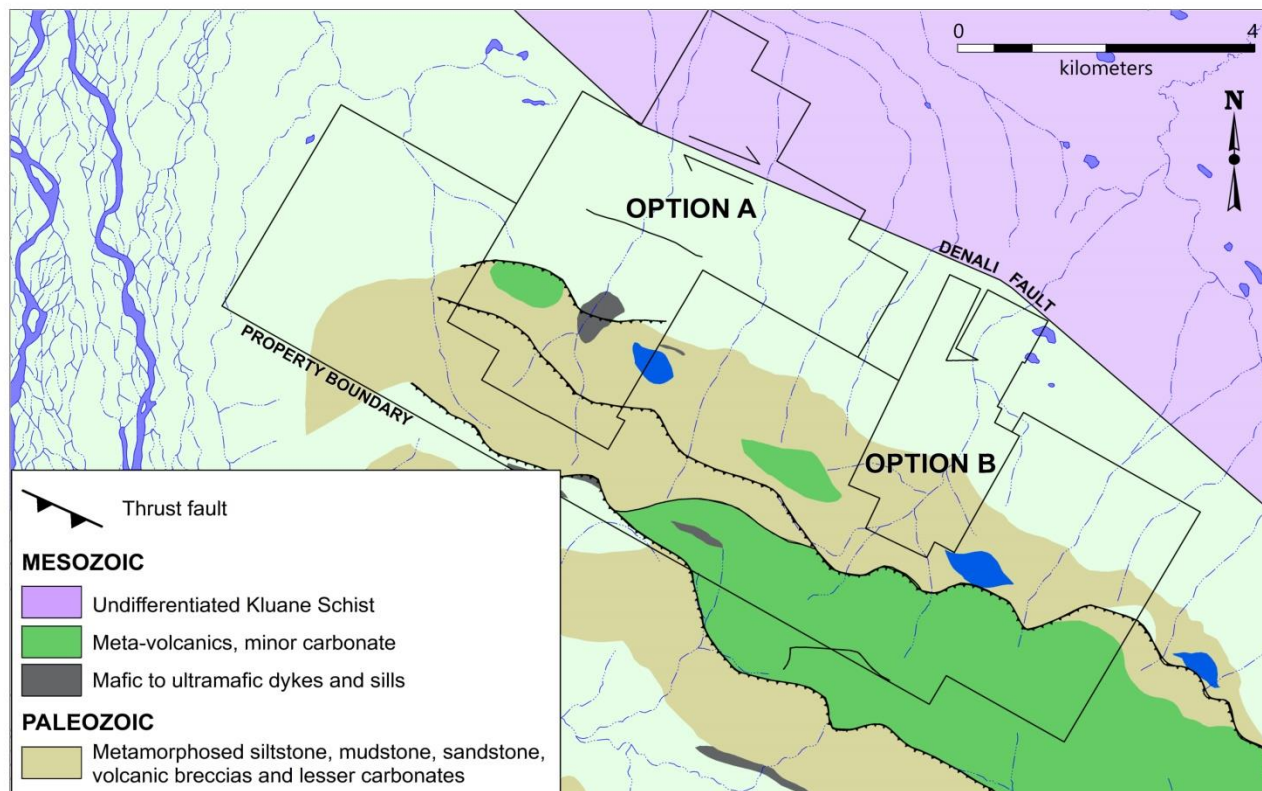 0 4
kilometers
N
OPTION A
DENALI FAULT
PROPERTY BOUNDARY
OPTION B
Thrust fault
MESOZOIC
Undifferentiated Kluane Schist
Meta-volcanics, minor carbonate
Mafic to ultramafic dykes and sills
PALEOZOIC
Metamorphosed siltstone, mudstone, sandstone,
volcanic breccias and lesser carbonates